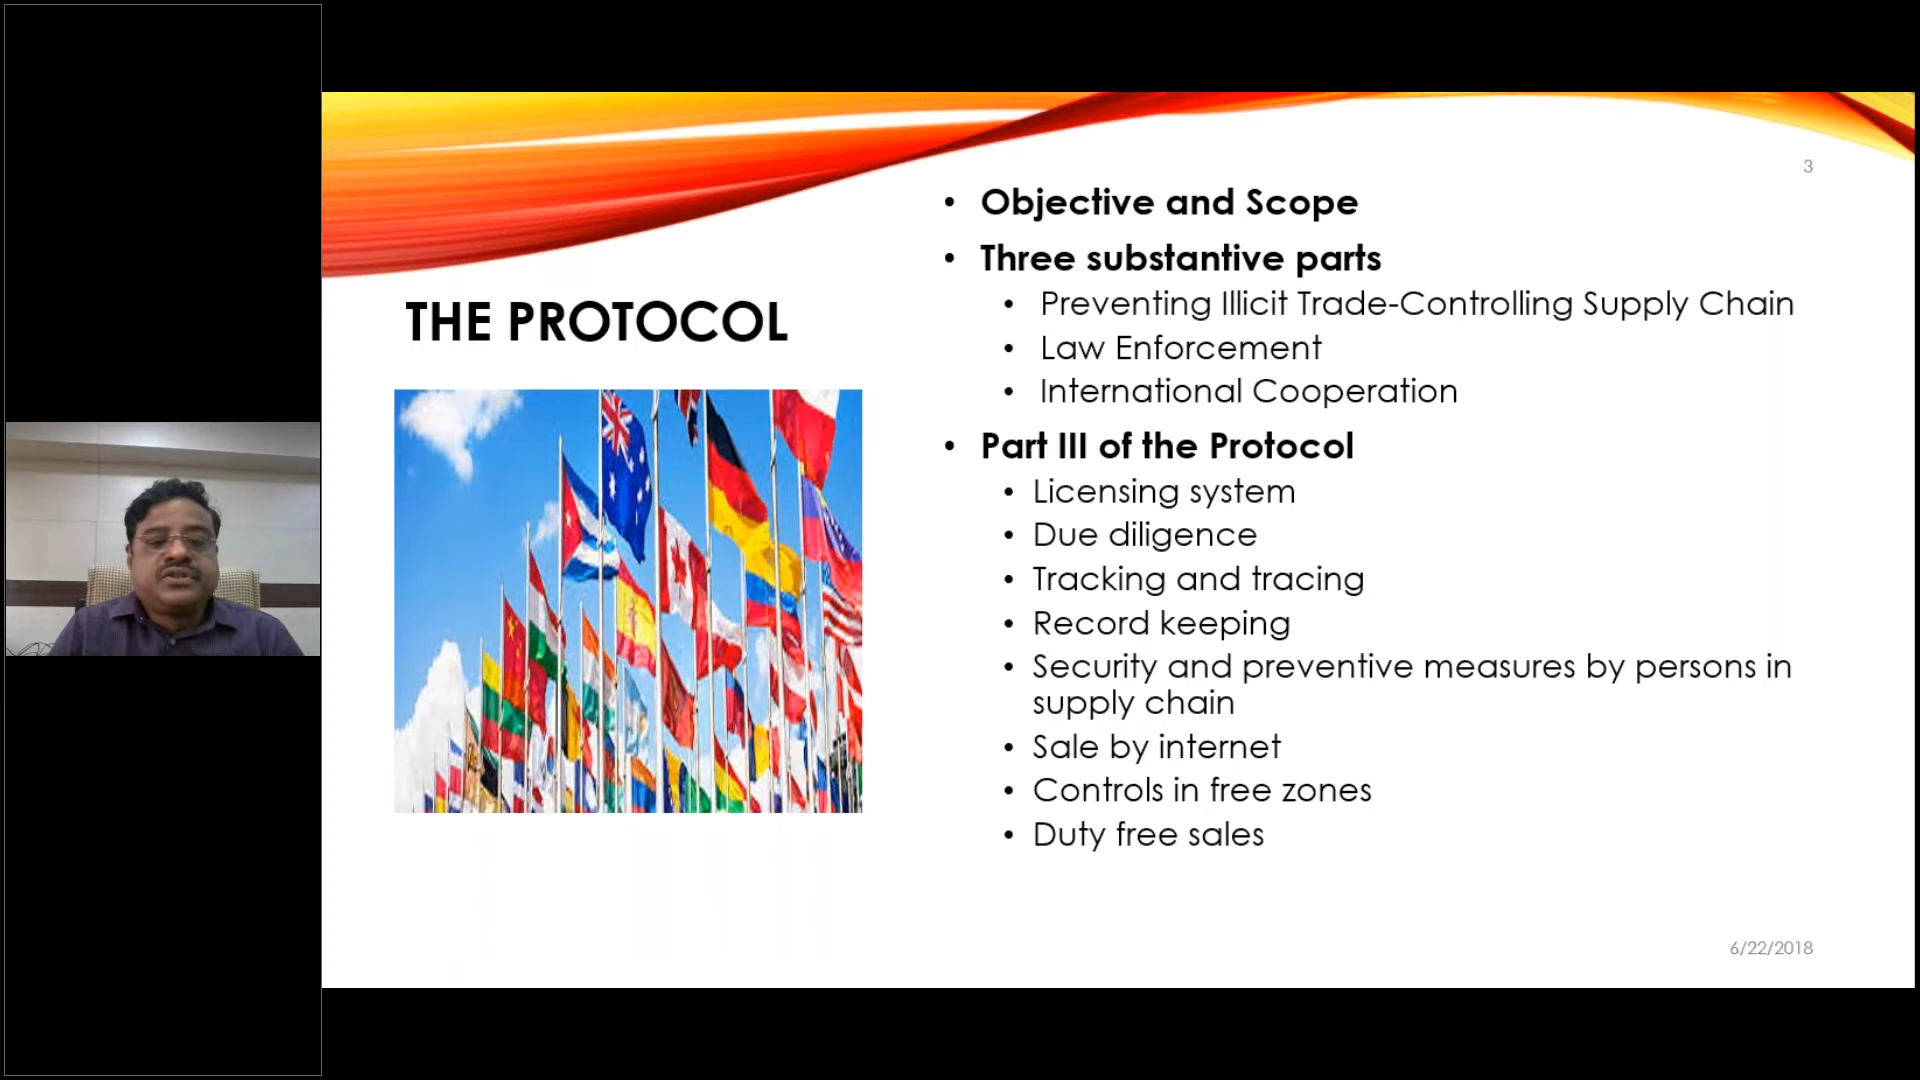 3
THE PROTOCOL
• Objective and Scope
• Three substantive parts
• Preventing Illicit Trade-Controlling Supply Chain
• Law Enforcement
• International Cooperation
• Part III of the Protocol
• Licensing system
• Due diligence
• Tracking and tracing
• Record keeping
• Security and preventive measures by persons in
supply chain
• Sale by internet
• Controls in free zones
• Duty free sales
6/22/2018